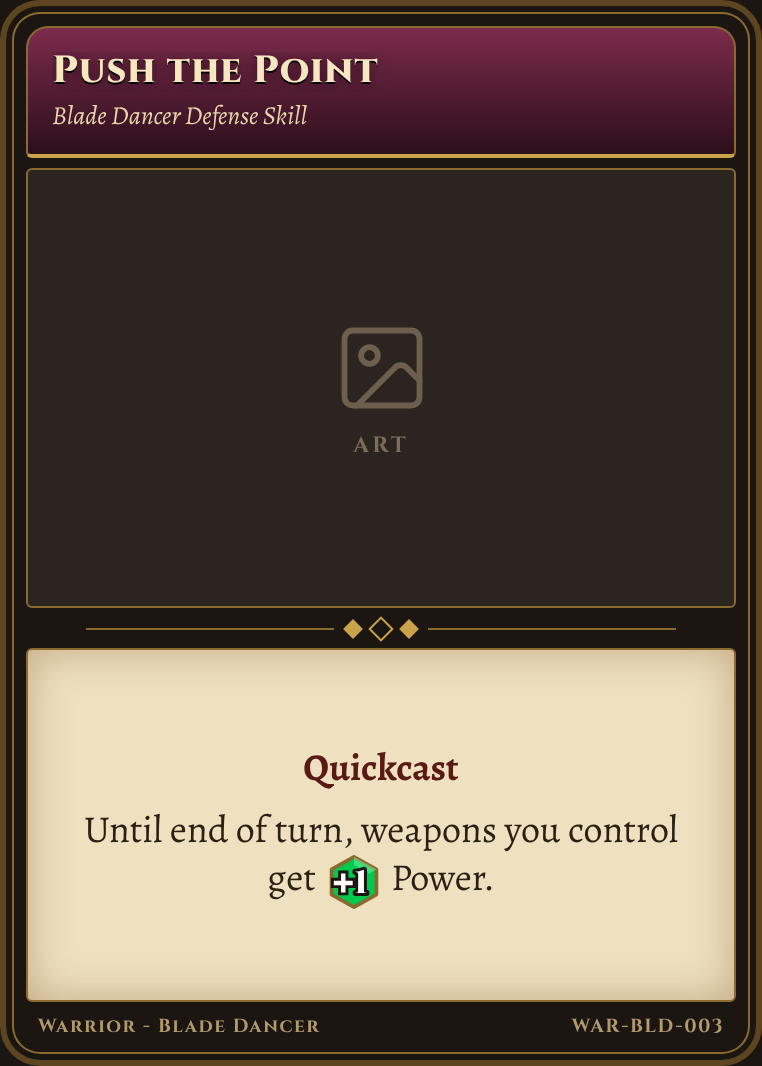 Push the Point
Blade Dancer Defense Skill
ART
Quickcast
Until end of turn, weapons you control
get +1 Power.
Warrior - Blade Dancer
WAR-BLD-003